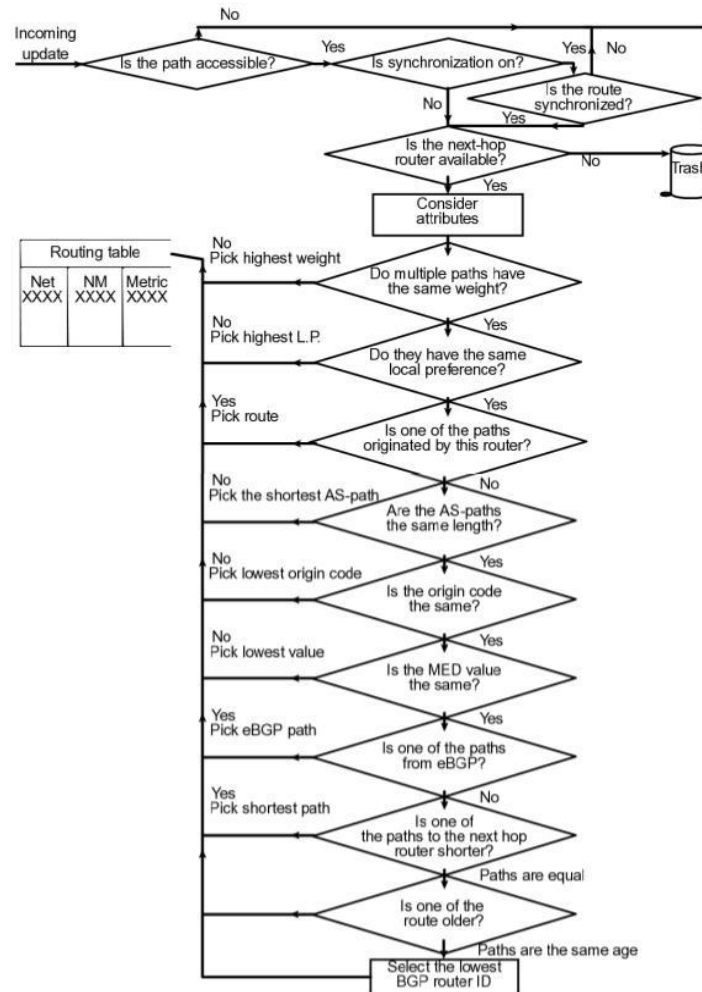 No
Incoming
update
Is the path accessible?
Yes
Is synchronization on?
Yes
No
Is the route
synchronized?
No
Yes
Is the next-hop
router available?
No
Trash
Yes
Consider
attributes
Routing table
Net
NM
Metric
XXXX
XXXX
XXXX
No
Pick highest weight
Do multiple paths have
the same weight?
Yes
No
Pick highest L.P.
Do they have the same
local preference?
Yes
Yes
Pick route
Is one of the paths
originated by this router?
No
No
Pick the shortest AS-path
Are the AS-paths
the same length?
Yes
No
Pick lowest origin code
Is the origin code
the same?
Yes
No
Pick lowest value
Is the MED value
the same?
Yes
Yes
Pick eBGP path
Is one of the paths
from eBGP?
No
Yes
Pick shortest path
Is one of
the paths to the next hop
router shorter?
Paths are equal
Is one of the
route older?
Paths are the same age
Select the lowest
BGP router ID